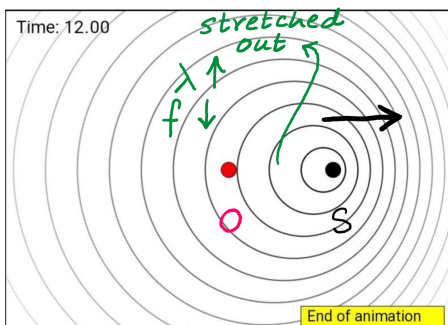 Time: 12.00
stretched
out
λ ↑
f ↓
O
S
End of animation